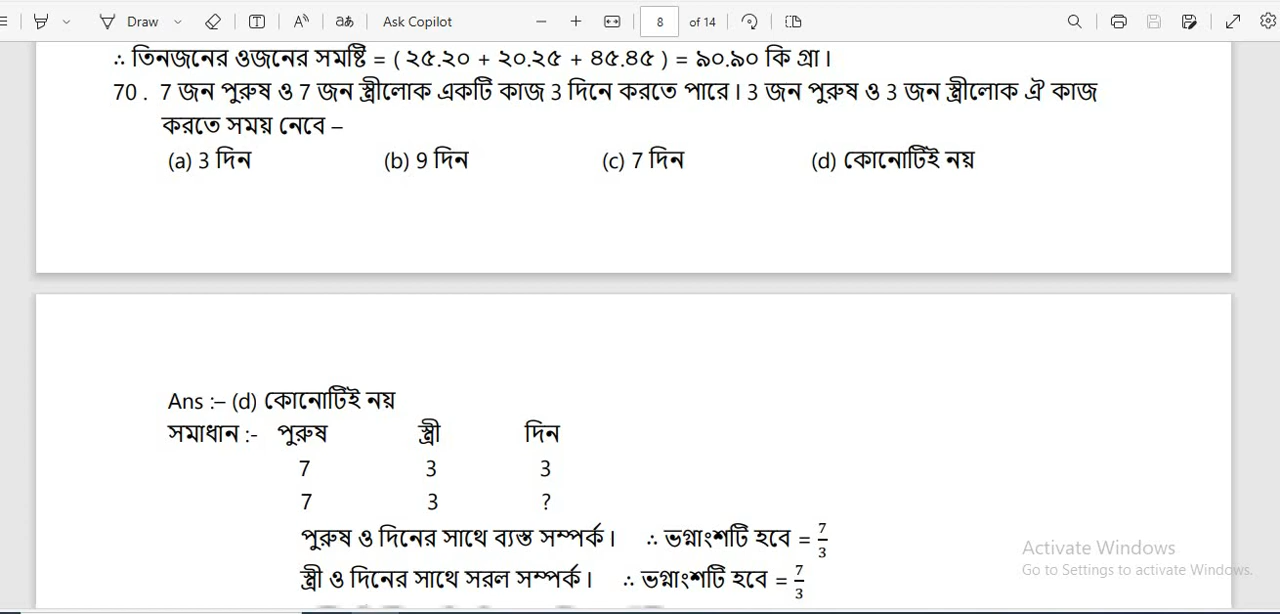 Draw
aあ
Ask Copilot
8 of 14
∴ তিনজনের ওজনের সমষ্টি = ( ২৫.২০ + ২০.২৫ + ৪৫.৪৫ ) = ৯০.৯০ কি গ্রা ।
70 . 7 জন পুরুষ ও 7 জন স্ত্রীলোক একটি কাজ 3 দিনে করতে পারে। 3 জন পুরুষ ও 3 জন স্ত্রীলোক ঐ কাজ
করতে সময় নেবে –
(a) 3 দিন (b) 9 দিন (c) 7 দিন (d) কোনোটিই নয়
Ans :– (d) কোনোটিই নয়
সমাধান :- পুরুষ স্ত্রী দিন
7 3 3
7 3 ?
পুরুষ ও দিনের সাথে ব্যস্ত সম্পর্ক। ∴ ভগ্নাংশটি হবে = 7/3
স্ত্রী ও দিনের সাথে সরল সম্পর্ক। ∴ ভগ্নাংশটি হবে = 7/3
Activate Windows
Go to Settings to activate Windows.